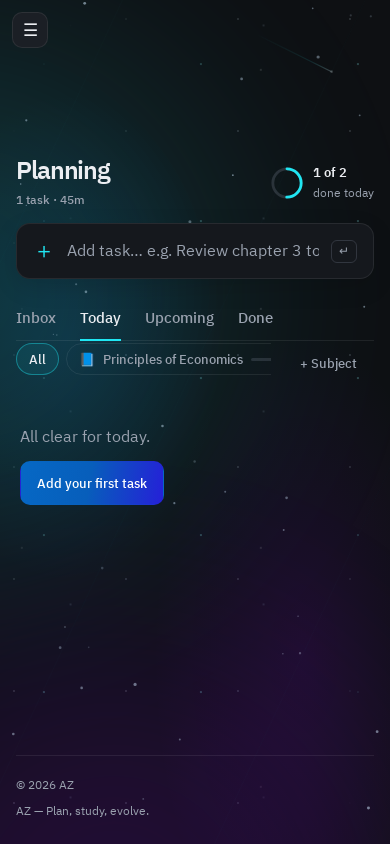 ☰
Planning
1 task · 45m
1 of 2
done today
+ Add task… e.g. Review chapter 3 to ↵
Inbox Today Upcoming Done
All 📘 Principles of Economics + Subject
All clear for today.
Add your first task
© 2026 AZ
AZ — Plan, study, evolve.